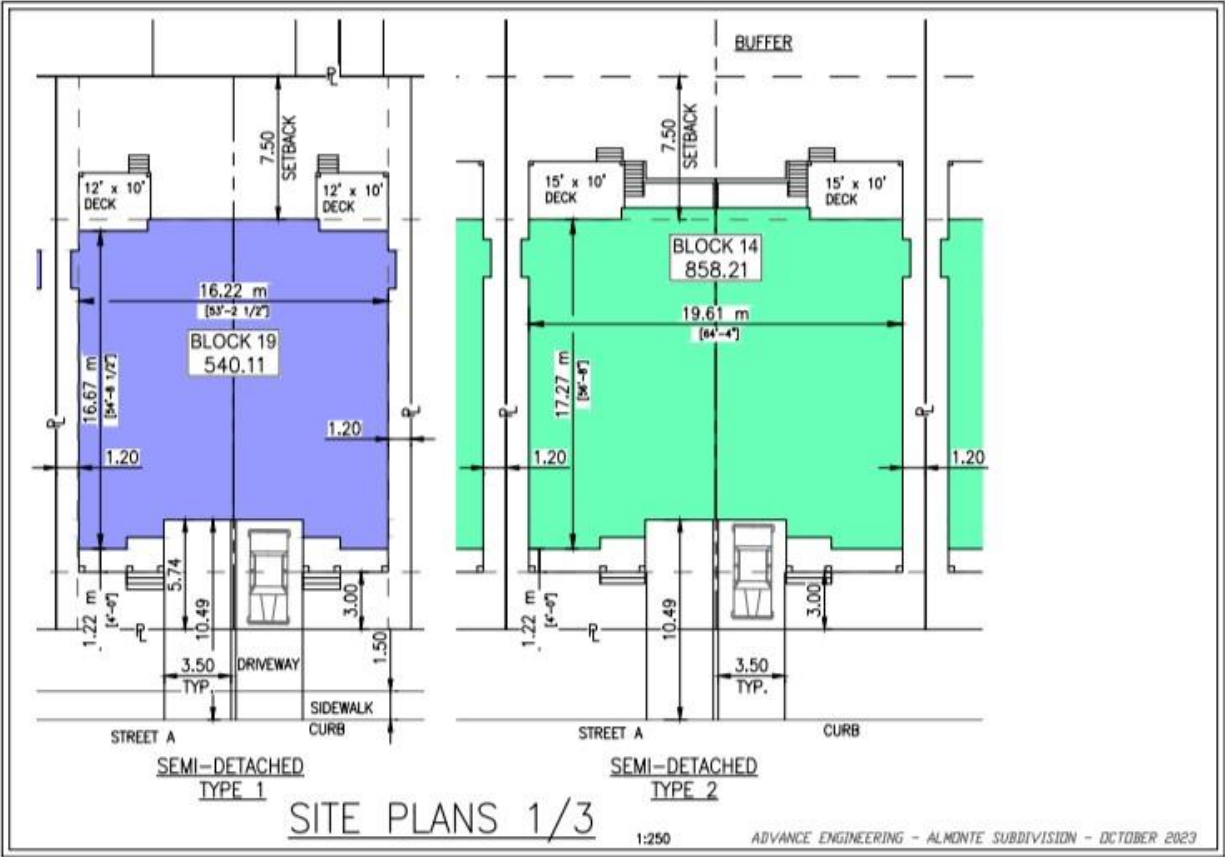 BUFFER
PL
7.50
SETBACK
12' x 10'
DECK
12' x 10'
DECK
16.22 m
[53'-2 1/2"]
BLOCK 19
540.11
16.67 m
[54'-8 1/2"]
PL
PL
1.20
1.20
5.74
10.49
3.00
1.22 m
[4'-0"]
PL
1.50
3.50
TYP.
DRIVEWAY
SIDEWALK
CURB
STREET A
SEMI-DETACHED
TYPE 1
7.50
SETBACK
15' x 10'
DECK
15' x 10'
DECK
BLOCK 14
858.21
19.61 m
[64'-4"]
17.27 m
[56'-8"]
PL
PL
1.20
1.20
1.22 m
[4'-0"]
PL
10.49
3.00
3.50
TYP.
STREET A
CURB
SEMI-DETACHED
TYPE 2
SITE PLANS 1/3
1:250
ADVANCE ENGINEERING - ALMONTE SUBDIVISION - OCTOBER 2023